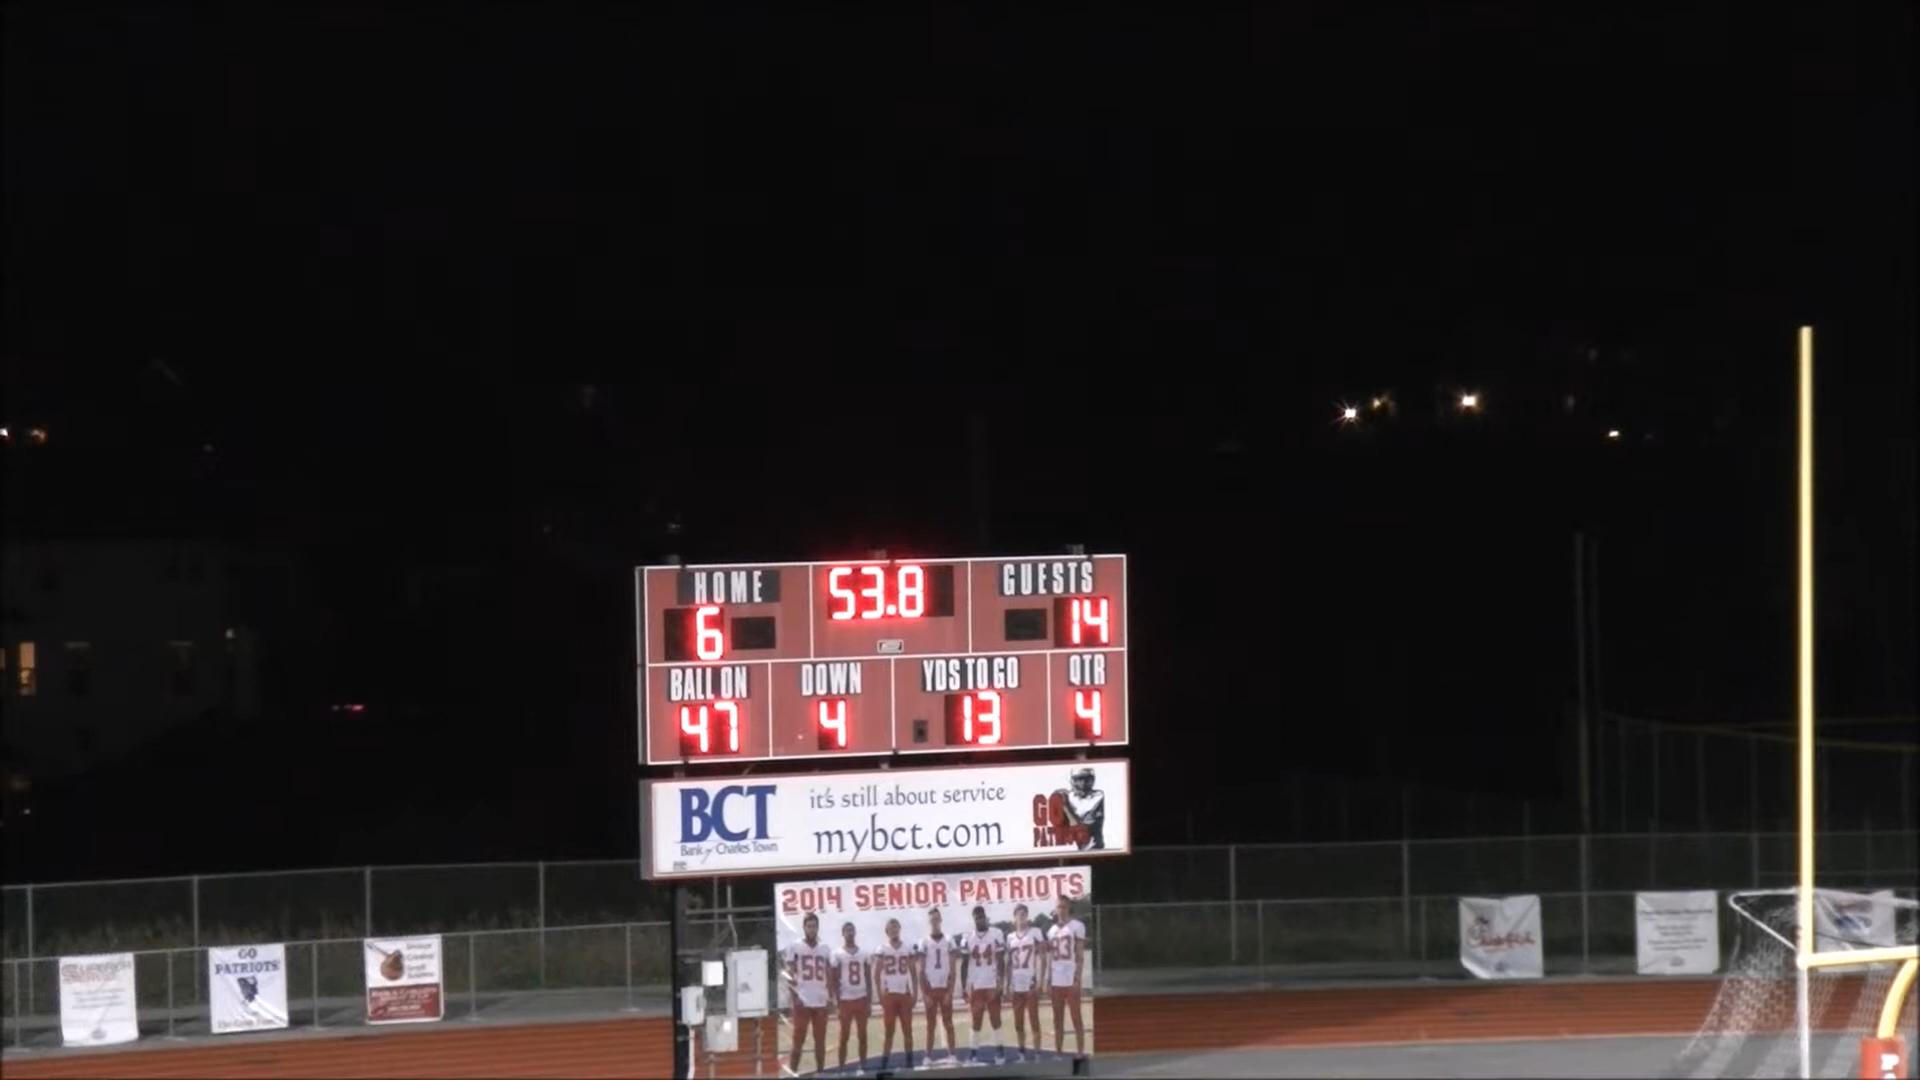 HOME
53.8
GUESTS
6
14
BALL ON
DOWN
YDS TO GO
QTR
47
4
13
4
BCT
Bank of Charles Town
it's still about service
mybct.com
GO
2014 SENIOR PATRIOTS
56
8
28
1
44
37
83
GO
PATRIOTS